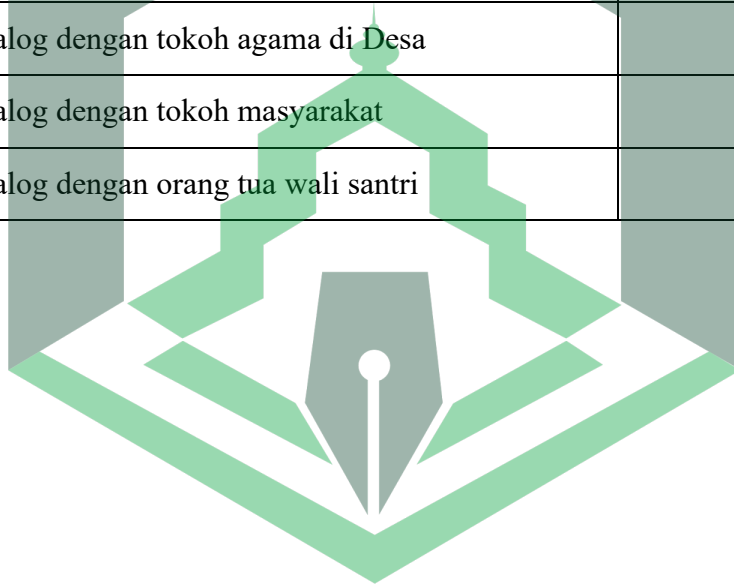 alog dengan tokoh agama di Desa
alog dengan tokoh masyarakat
alog dengan orang tua wali santri